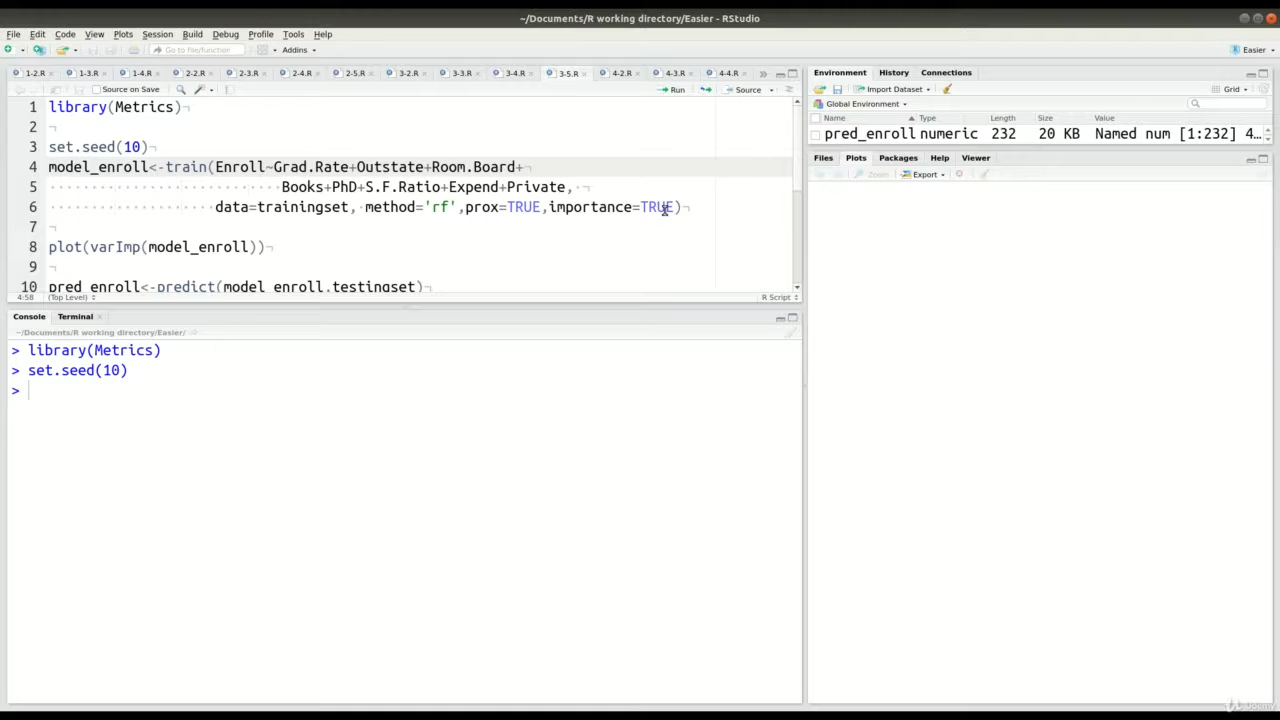 ~/Documents/R working directory/Easier - RStudio
File Edit Code View Plots Session Build Debug Profile Tools Help
Go to file/function Addins Easier
1-2.R 1-3.R 1-4.R 2-2.R 2-3.R 2-4.R 2-5.R 3-2.R 3-3.R 3-4.R 3-5.R 4-2.R 4-3.R 4-4.R
Source on Save Run Source
1 library(Metrics)
2
3 set.seed(10)
4 model_enroll<-train(Enroll~Grad.Rate+Outstate+Room.Board+
5 Books+PhD+S.F.Ratio+Expend+Private,
6 data=trainingset, method='rf',prox=TRUE,importance=TRUE)
7
8 plot(varImp(model_enroll))
9
10 pred_enroll<-predict(model_enroll,testingset)
4:58 (Top Level) R Script
Console Terminal
~/Documents/R working directory/Easier/
> library(Metrics)
> set.seed(10)
>
Environment History Connections
Import Dataset Grid
Global Environment
Name Type Length Size Value
pred_enroll numeric 232 20 KB Named num [1:232] 4…
Files Plots Packages Help Viewer
Zoom Export
Udemy